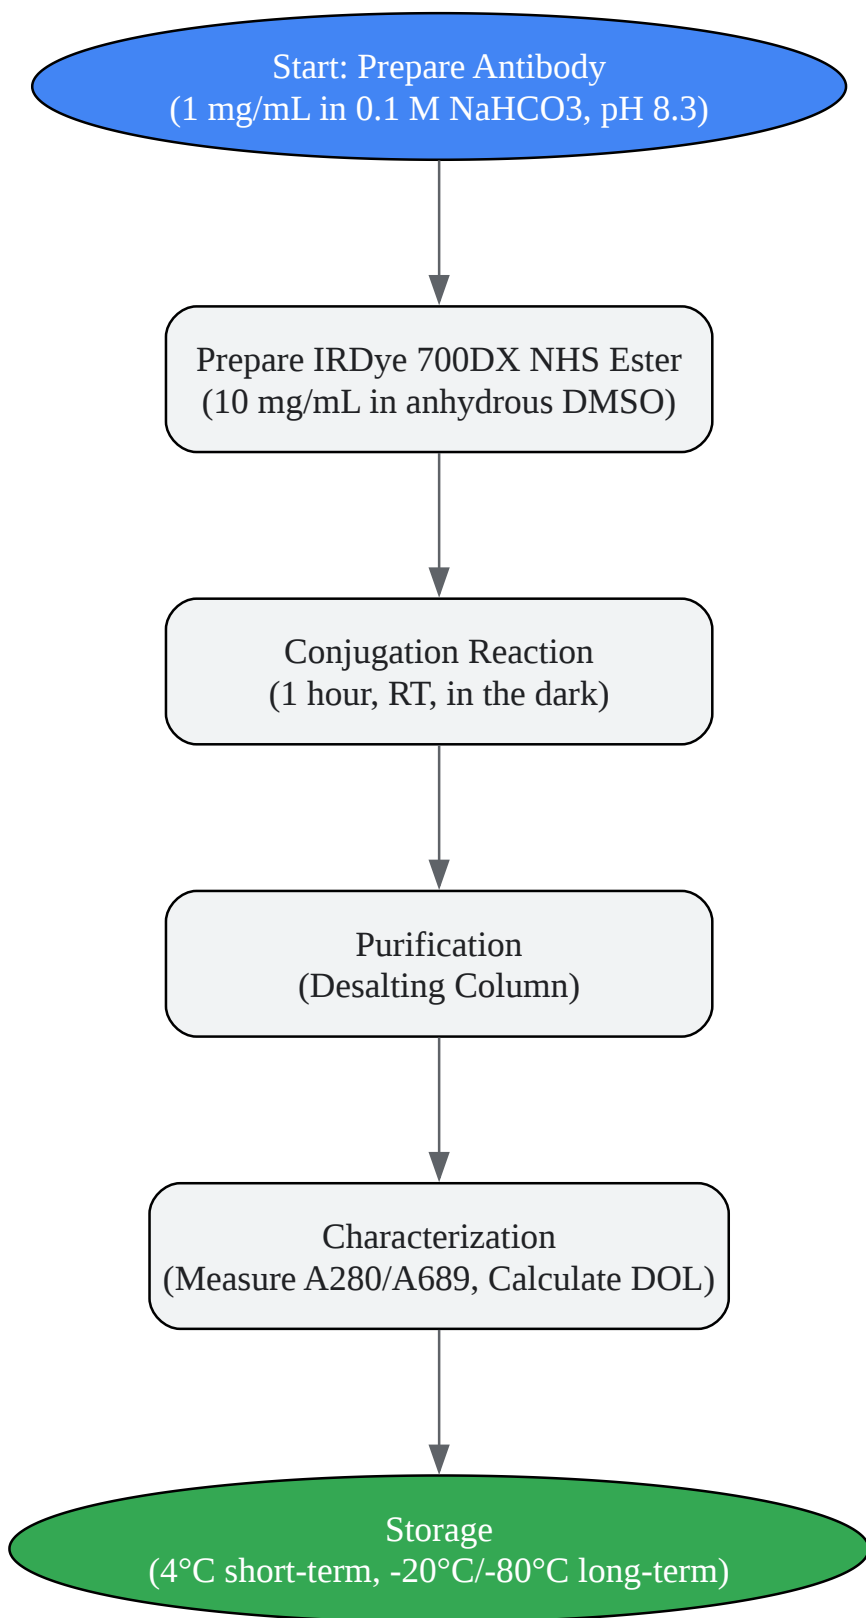 Start: Prepare Antibody
(1 mg/mL in 0.1 M NaHCO3, pH 8.3)
Prepare IRDye 700DX NHS Ester
(10 mg/mL in anhydrous DMSO)
Conjugation Reaction
(1 hour, RT, in the dark)
Purification
(Desalting Column)
Characterization
(Measure A280/A689, Calculate DOL)
Storage
(4°C short-term, -20°C/-80°C long-term)